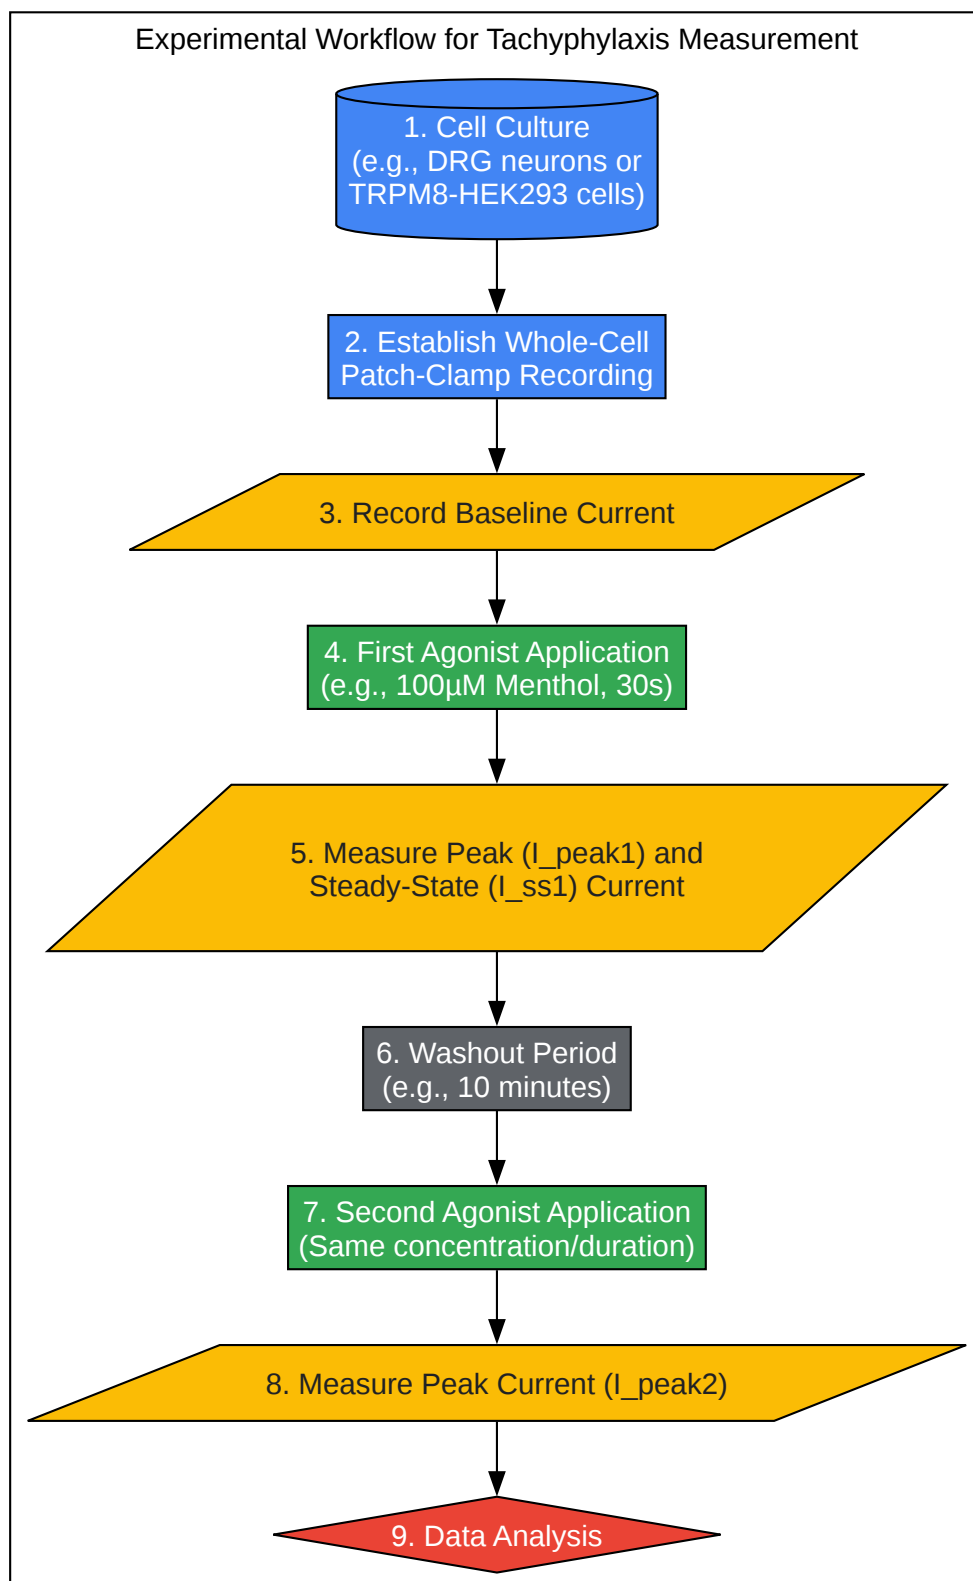 Experimental Workflow for Tachyphylaxis Measurement
1. Cell Culture
(e.g., DRG neurons or
TRPM8-HEK293 cells)
2. Establish Whole-Cell
Patch-Clamp Recording
3. Record Baseline Current
4. First Agonist Application
(e.g., 100µM Menthol, 30s)
5. Measure Peak (I_peak1) and
Steady-State (I_ss1) Current
6. Washout Period
(e.g., 10 minutes)
7. Second Agonist Application
(Same concentration/duration)
8. Measure Peak Current (I_peak2)
9. Data Analysis